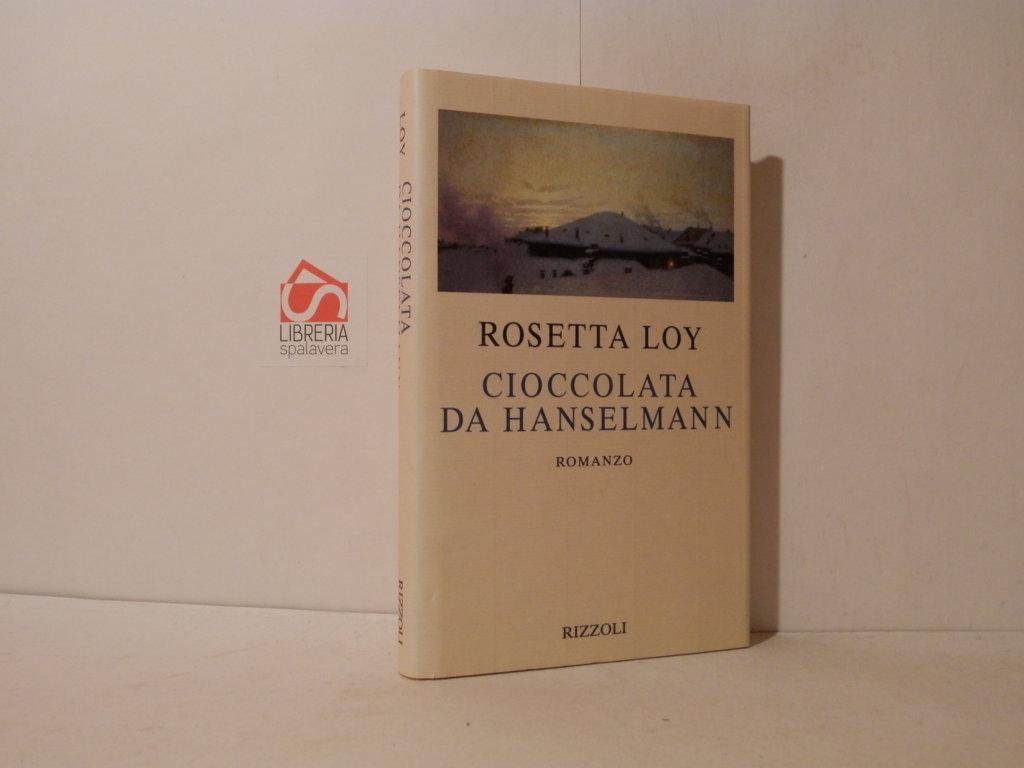 LIBRERIA
spalavera
LOY CIOCCOLATA
RIZZOLI
ROSETTA LOY
CIOCCOLATA
DA HANSELMANN
ROMANZO
RIZZOLI